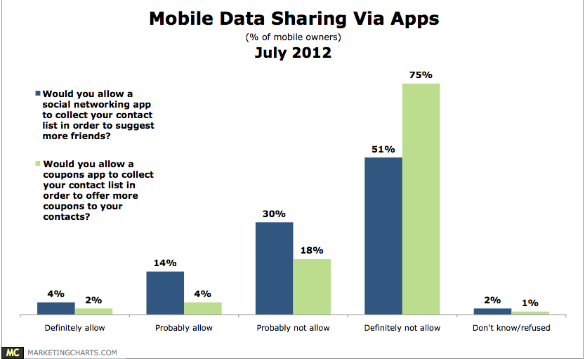 Mobile Data Sharing Via Apps
(% of mobile owners)
July 2012
Would you allow a
social networking app
to collect your contact
list in order to suggest
more friends?
Would you allow a
coupons app to collect
your contact list in
order to offer more
coupons to your
contacts?
4%
2%
14%
4%
30%
18%
51%
75%
2%
1%
Definitely allow
Probably allow
Probably not allow
Definitely not allow
Don't know/refused
MC MARKETINGCHARTS.COM